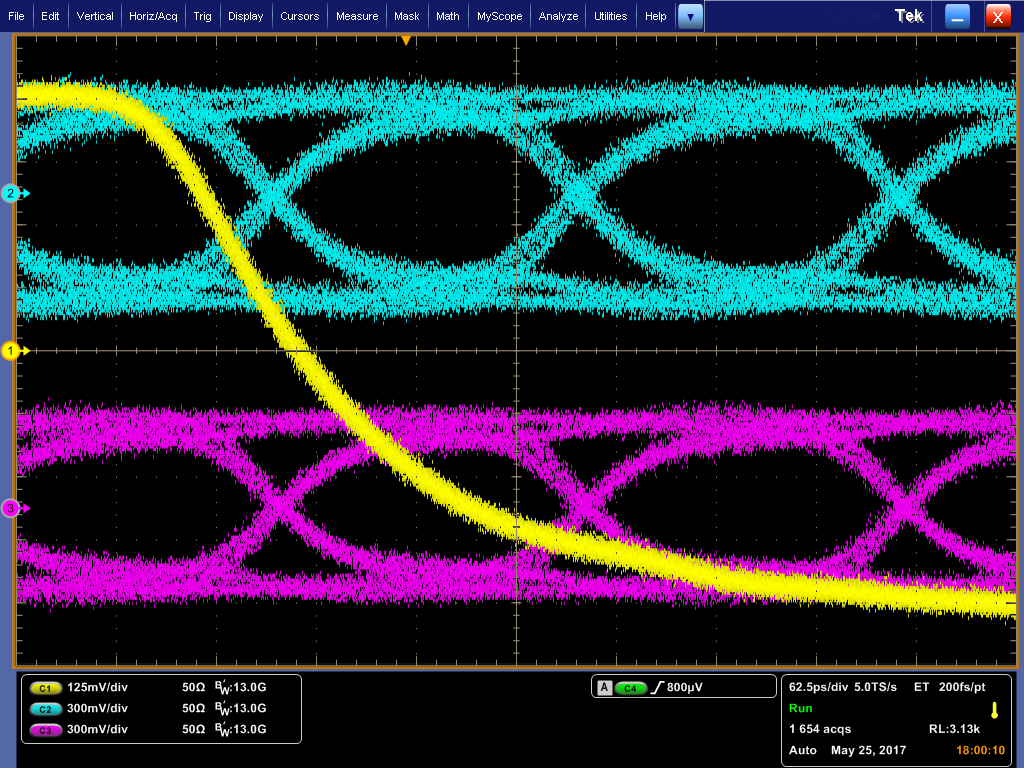 File Edit Vertical Horiz/Acq Trig Display Cursors Measure Mask Math MyScope Analyze Utilities Help Tek X
2
1
3
C1 125mV/div 50Ω BW:13.0G
C2 300mV/div 50Ω BW:13.0G
C3 300mV/div 50Ω BW:13.0G
A C4 800µV
62.5ps/div 5.0TS/s ET 200fs/pt
Run
1 654 acqs RL:3.13k
Auto May 25, 2017 18:00:10